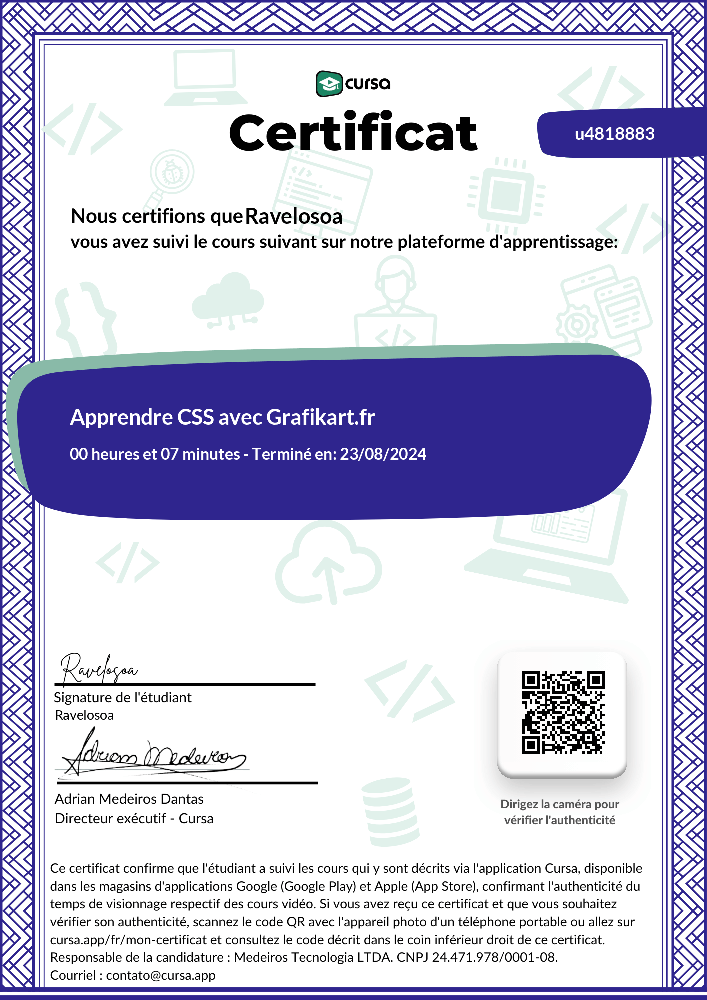 cursa
Certificat
u4818883
Nous certifions que Ravelosoa
vous avez suivi le cours suivant sur notre plateforme d'apprentissage:
Apprendre CSS avec Grafikart.fr
00 heures et 07 minutes - Terminé en: 23/08/2024
Ravelosoa
Signature de l'étudiant
Ravelosoa
Adrian Medeiros
Adrian Medeiros Dantas
Directeur exécutif - Cursa
Dirigez la caméra pour
vérifier l'authenticité
Ce certificat confirme que l'étudiant a suivi les cours qui y sont décrits via l'application Cursa, disponible
dans les magasins d'applications Google (Google Play) et Apple (App Store), confirmant l'authenticité du
temps de visionnage respectif des cours vidéo. Si vous avez reçu ce certificat et que vous souhaitez
vérifier son authenticité, scannez le code QR avec l'appareil photo d'un téléphone portable ou allez sur
cursa.app/fr/mon-certificat et consultez le code décrit dans le coin inférieur droit de ce certificat.
Responsable de la candidature : Medeiros Tecnologia LTDA. CNPJ 24.471.978/0001-08.
Courriel : contato@cursa.app